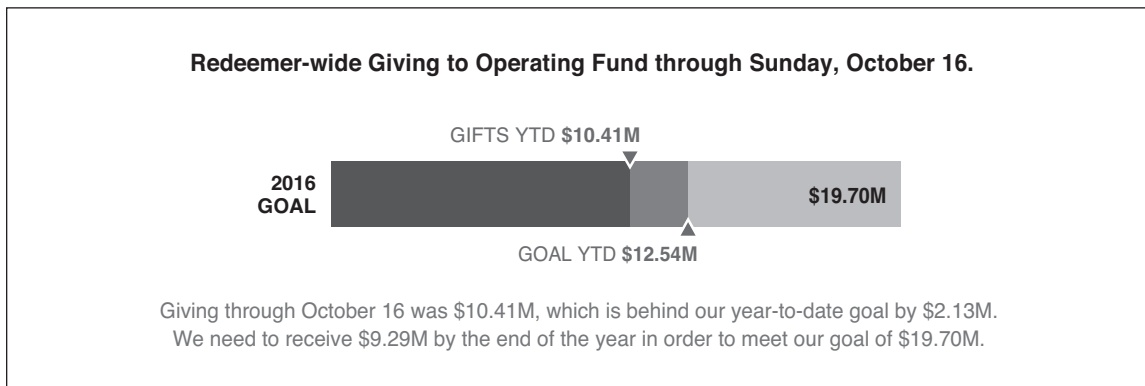 Redeemer-wide Giving to Operating Fund through Sunday, October 16.
GIFTS YTD $10.41M
2016
GOAL
$19.70M
GOAL YTD $12.54M
Giving through October 16 was $10.41M, which is behind our year-to-date goal by $2.13M.
We need to receive $9.29M by the end of the year in order to meet our goal of $19.70M.